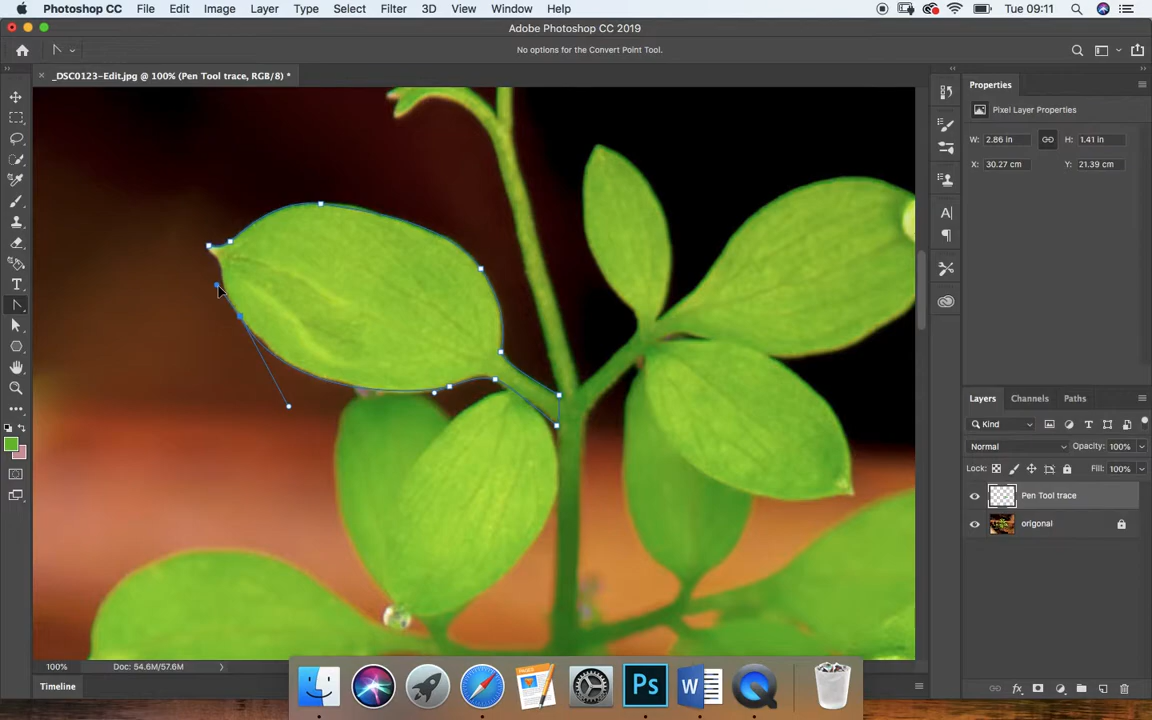 Photoshop CC File Edit Image Layer Type Select Filter 3D View Window Help Tue 09:11
Adobe Photoshop CC 2019
No options for the Convert Point Tool.
_DSC0123-Edit.jpg @ 100% (Pen Tool trace, RGB/8) *
Properties
Pixel Layer Properties
W: 2.86 in H: 1.41 in
X: 30.27 cm Y: 21.39 cm
Layers Channels Paths
Kind
Normal Opacity: 100%
Lock: Fill: 100%
Pen Tool trace
origonal
100% Doc: 54.6M/57.6M
Timeline
Ps W